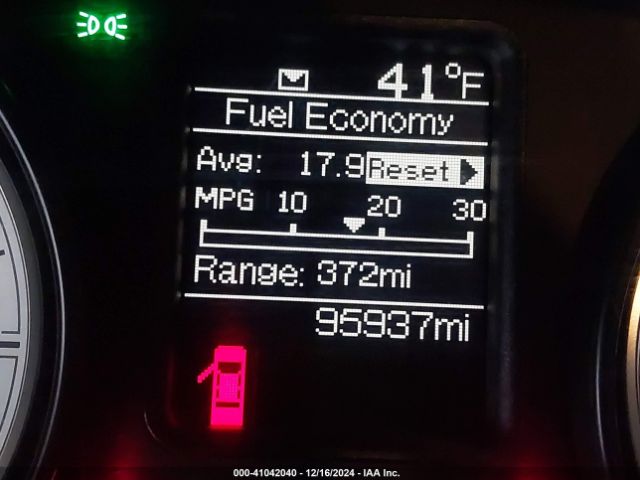 41°F
Fuel Economy
Avg: 17.9 Reset
MPG 10 20 30
Range: 372mi
95937mi
000-41042040 - 12/16/2024 - IAA Inc.